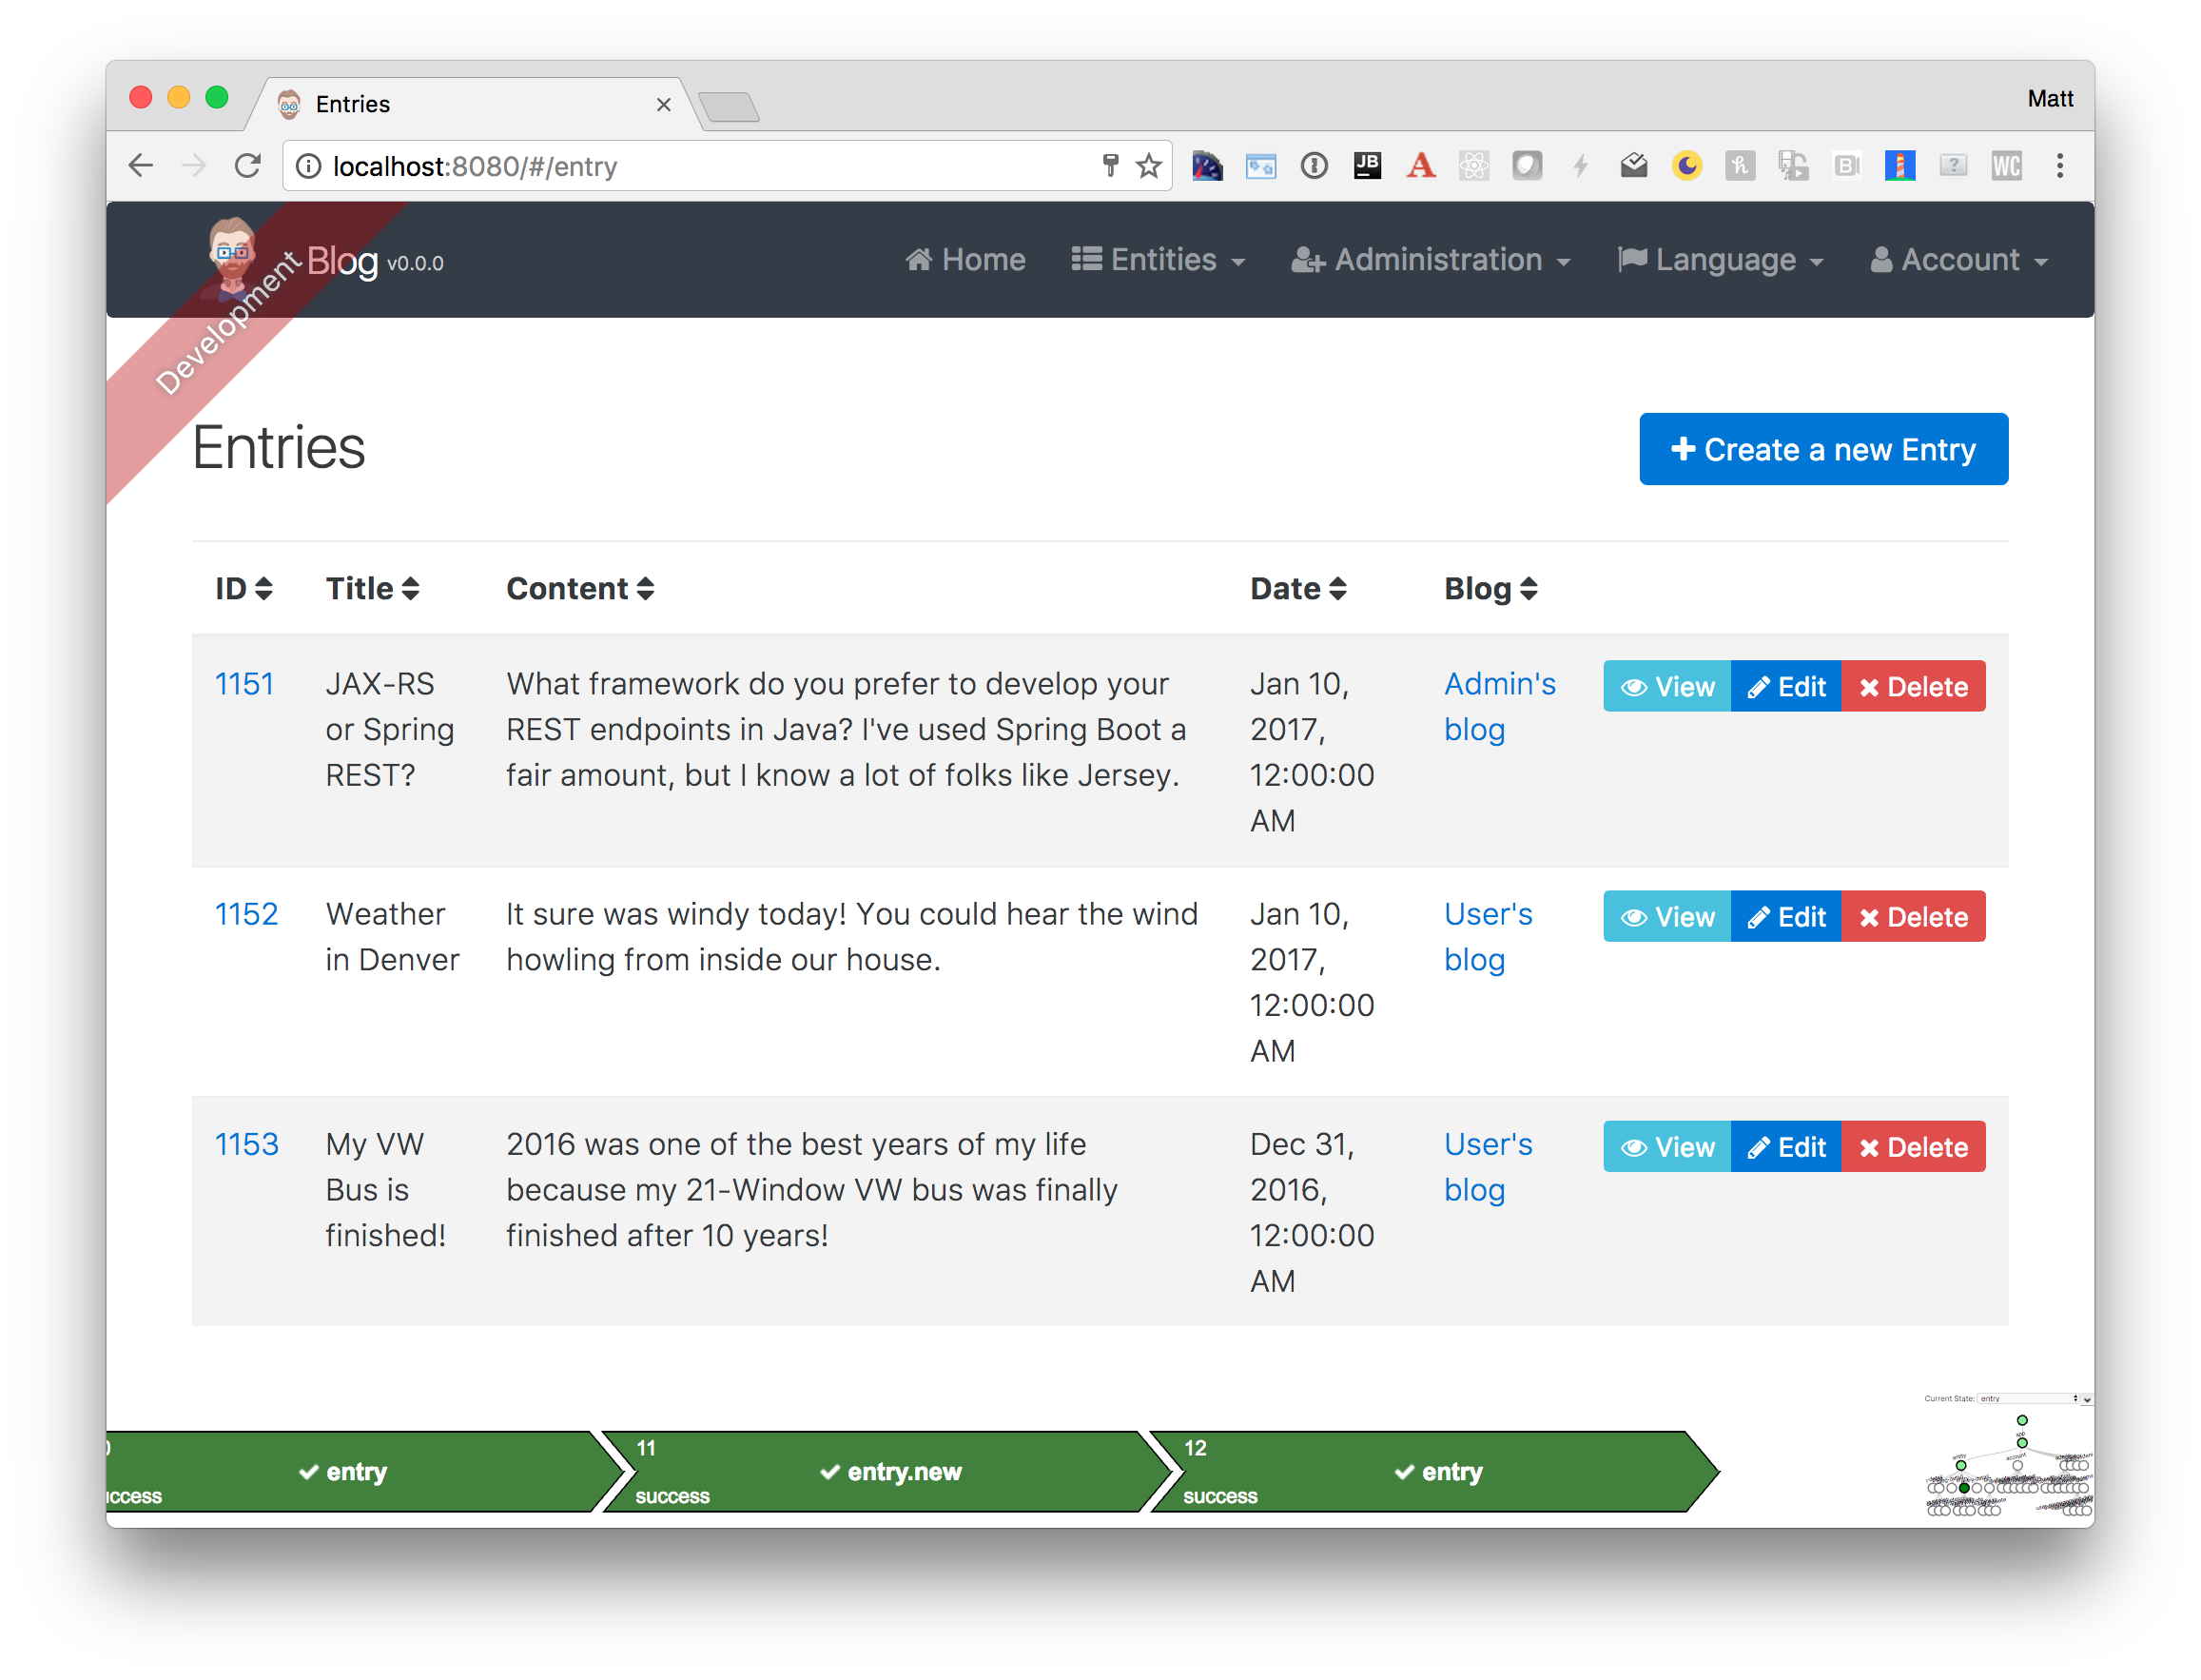 Entries
Matt
localhost:8080/#/entry
JB
A
WC
Development
Blog v0.0.0
Home Entities Administration Language Account
Entries
+ Create a new Entry
ID Title Content Date Blog
1151
JAX-RS
or Spring
REST?
What framework do you prefer to develop your
REST endpoints in Java? I've used Spring Boot a
fair amount, but I know a lot of folks like Jersey.
Jan 10,
2017,
12:00:00
AM
Admin's
blog
View Edit Delete
1152
Weather
in Denver
It sure was windy today! You could hear the wind
howling from inside our house.
Jan 10,
2017,
12:00:00
AM
User's
blog
View Edit Delete
1153
My VW
Bus is
finished!
2016 was one of the best years of my life
because my 21-Window VW bus was finally
finished after 10 years!
Dec 31,
2016,
12:00:00
AM
User's
blog
View Edit Delete
entry
11
entry.new
success
12
entry
success
Current State: entry
app
entity
account